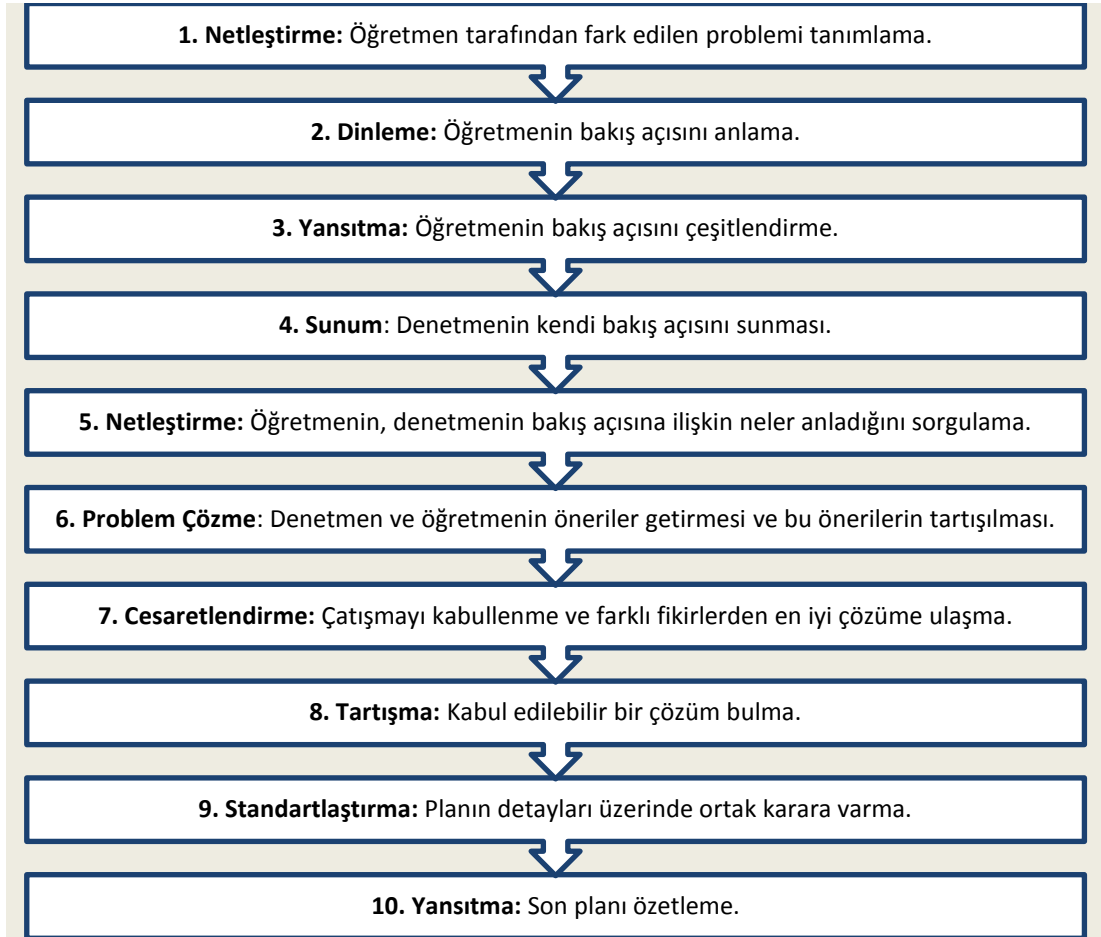 1. Netleştirme: Öğretmen tarafından fark edilen problemi tanımlama.
2. Dinleme: Öğretmenin bakış açısını anlama.
3. Yansıtma: Öğretmenin bakış açısını çeşitlendirme.
4. Sunum: Denetmenin kendi bakış açısını sunması.
5. Netleştirme: Öğretmenin, denetmenin bakış açısına ilişkin neler anladığını sorgulama.
6. Problem Çözme: Denetmen ve öğretmenin öneriler getirmesi ve bu önerilerin tartışılması.
7. Cesaretlendirme: Çatışmayı kabullenme ve farklı fikirlerden en iyi çözüme ulaşma.
8. Tartışma: Kabul edilebilir bir çözüm bulma.
9. Standartlaştırma: Planın detayları üzerinde ortak karara varma.
10. Yansıtma: Son planı özetleme.